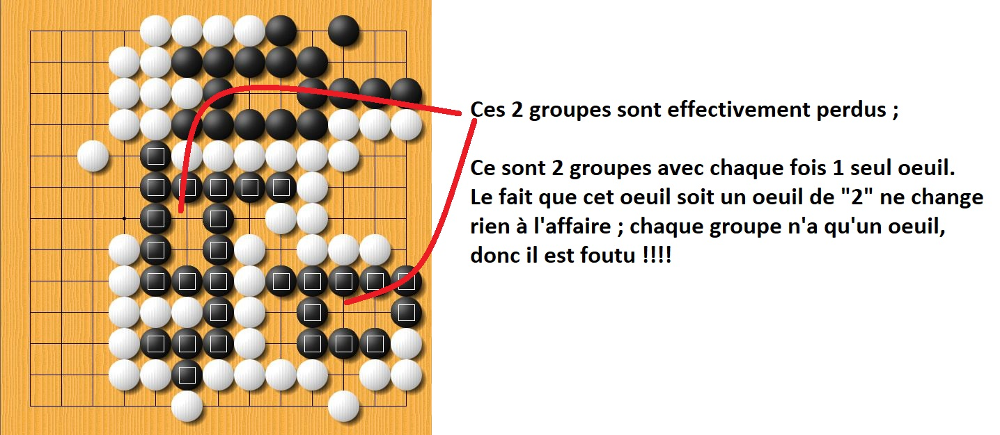 Ces 2 groupes sont effectivement perdus ;
Ce sont 2 groupes avec chaque fois 1 seul oeuil.
Le fait que cet oeuil soit un oeuil de "2" ne change
rien à l'affaire ; chaque groupe n'a qu'un oeuil,
donc il est foutu !!!!